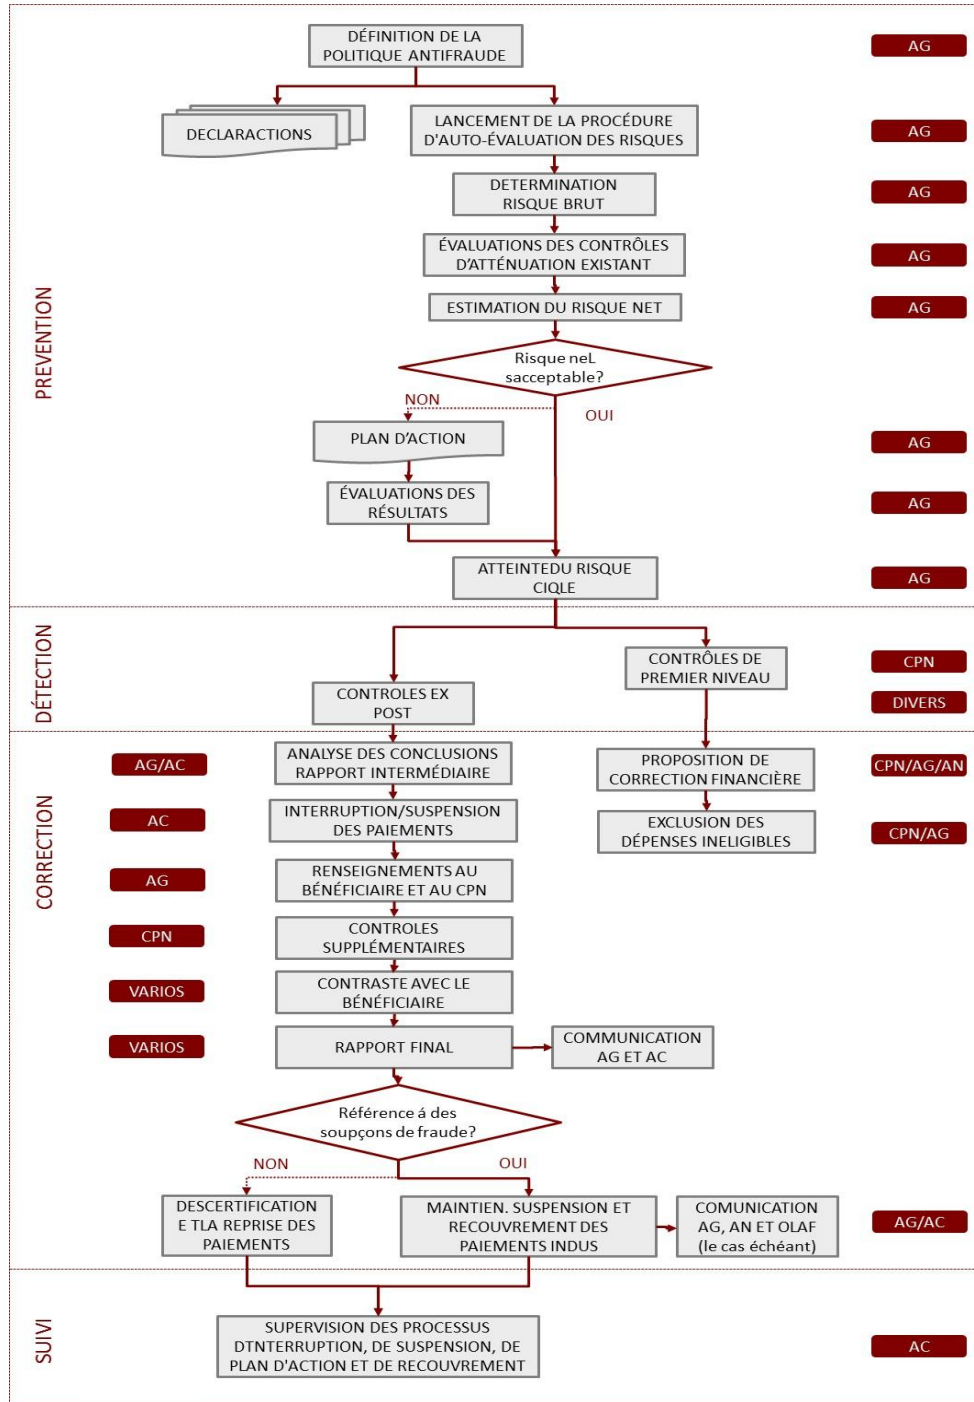 DÉFINITION DE LA
POLITIQUE ANTIFRAUDE
AG
DECLARACTIONS
LANCEMENT DE LA PROCÉDURE
D'AUTO-ÉVALUATION DES RISQUES
AG
DETERMINATION
RISQUE BRUT
AG
ÉVALUATIONS DES CONTRÔLES
D'ATTÉNUATION EXISTANT
AG
ESTIMATION DU RISQUE NET
AG
PREVENTION
Risque neL
sacceptable?
NON
OUI
PLAN D'ACTION
AG
ÉVALUATIONS DES
RÉSULTATS
AG
ATTEINTEDU RISQUE
CIQLE
AG
DÉTECTION
CONTRÔLES DE
PREMIER NIVEAU
CPN
CONTROLES EX
POST
DIVERS
CORRECTION
AG/AC
ANALYSE DES CONCLUSIONS
RAPPORT INTERMÉDIAIRE
PROPOSITION DE
CORRECTION FINANCIÈRE
CPN/AG/AN
AC
INTERRUPTION/SUSPENSION
DES PAIEMENTS
EXCLUSION DES
DÉPENSES INELIGIBLES
CPN/AG
AG
RENSEIGNEMENTS AU
BÉNÉFICIAIRE ET AU CPN
CPN
CONTROLES
SUPPLÉMENTAIRES
VARIOS
CONTRASTE AVEC LE
BÉNÉFICIAIRE
VARIOS
RAPPORT FINAL
COMMUNICATION
AG ET AC
Référence á des
soupçons de fraude?
NON
OUI
DESCERTIFICATION
E TLA REPRISE DES
PAIEMENTS
MAINTIEN. SUSPENSION ET
RECOUVREMENT DES
PAIEMENTS INDUS
COMUNICATION
AG, AN ET OLAF
(le cas échéant)
AG/AC
SUIVI
SUPERVISION DES PROCESSUS
DTNTERRUPTION, DE SUSPENSION, DE
PLAN D'ACTION ET DE RECOUVREMENT
AC